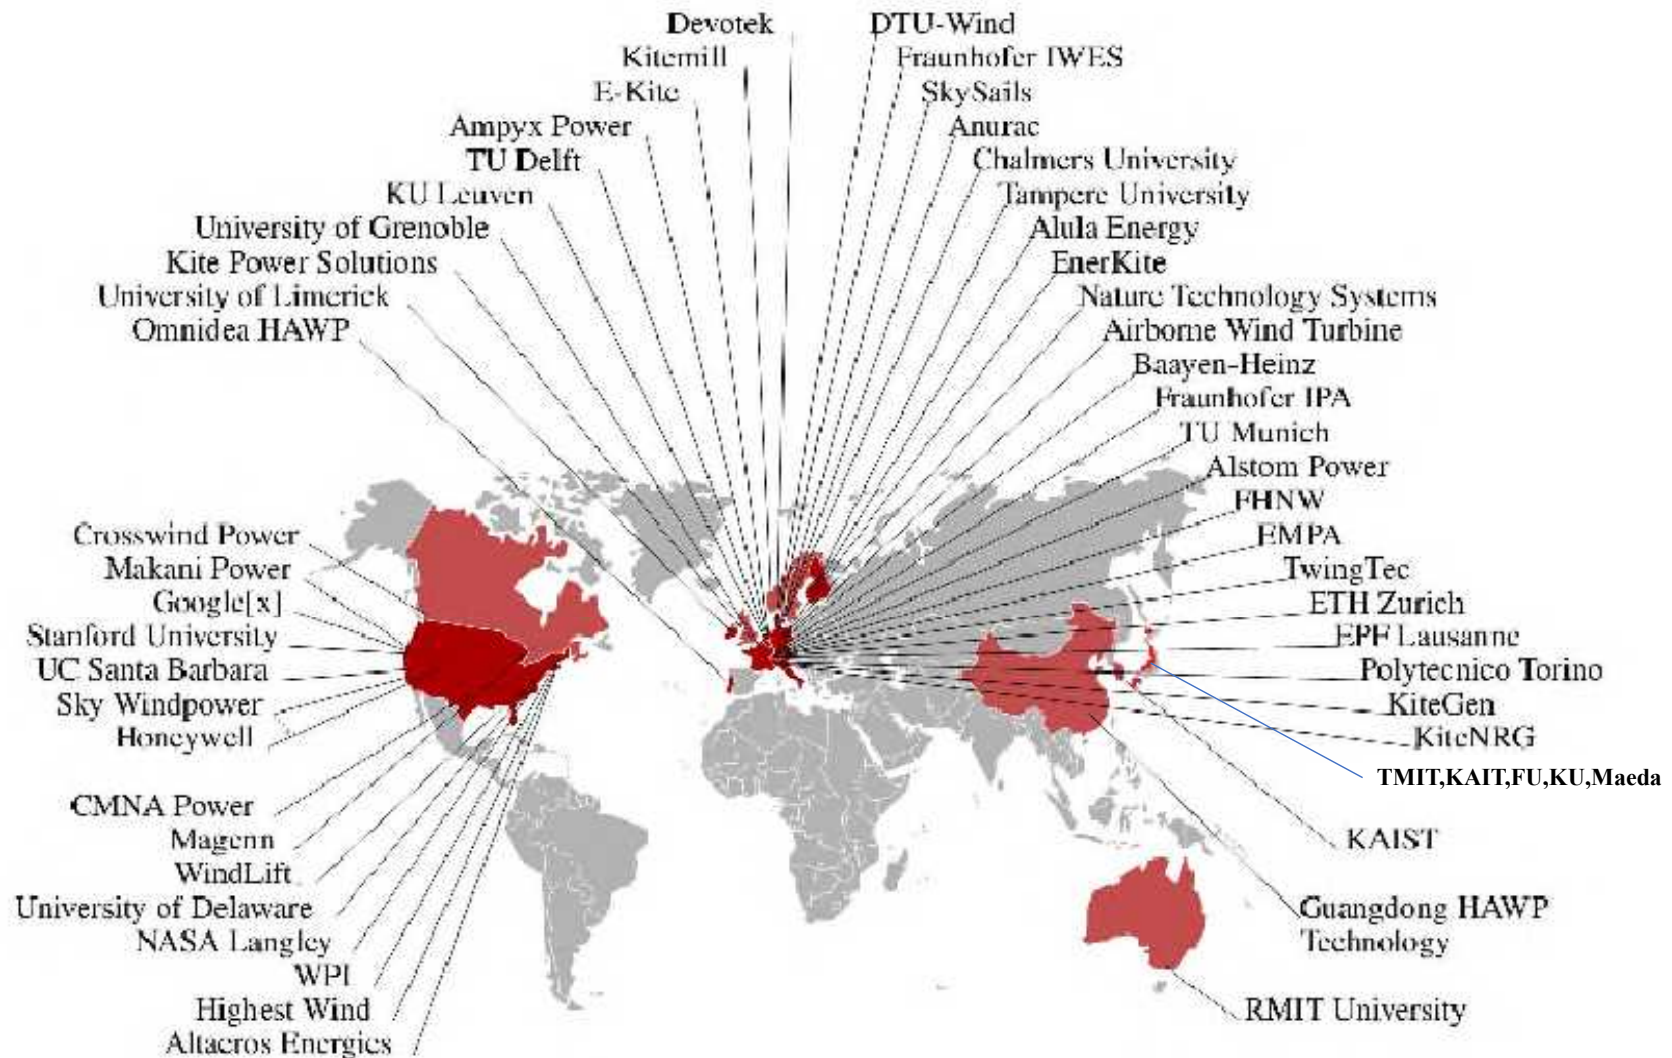 Devotek
Kitemill
E-Kite
Ampyx Power
TU Delft
KU Leuven
University of Grenoble
Kite Power Solutions
University of Limerick
Omnidea HAWP
DTU-Wind
Fraunhofer IWES
SkySails
Anurac
Chalmers University
Tampere University
Alula Energy
EnerKite
Nature Technology Systems
Airborne Wind Turbine
Baayen-Heinz
Fraunhofer IPA
TU Munich
Alstom Power
FHNW
EMPA
TwingTec
ETH Zurich
EPF Lausanne
Polytecnico Torino
KiteGen
KiteNRG
TMIT,KAIT,FU,KU,Maeda
KAIST
Guangdong HAWP
Technology
RMIT University
Crosswind Power
Makani Power
Google[x]
Stanford University
UC Santa Barbara
Sky Windpower
Honeywell
CMNA Power
Magenn
WindLift
University of Delaware
NASA Langley
WPI
Highest Wind
Altaeros Energies